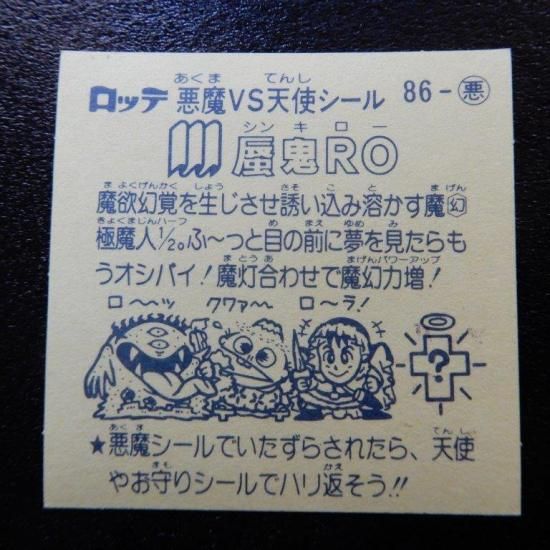 ロッテ 悪魔VS天使シール 86-悪
蜃鬼RO
魔欲幻覚を生じさせ誘い込み溶かす魔幻
極魔人½。ふ〜っと目の前に夢を見たらも
うオシバイ！魔灯合わせで魔幻力増！
ロ〜〜ッ クワァ〜 ロ〜ラ！
?
★悪魔シールでいたずらされたら、天使
やお守りシールでハリ返そう!!